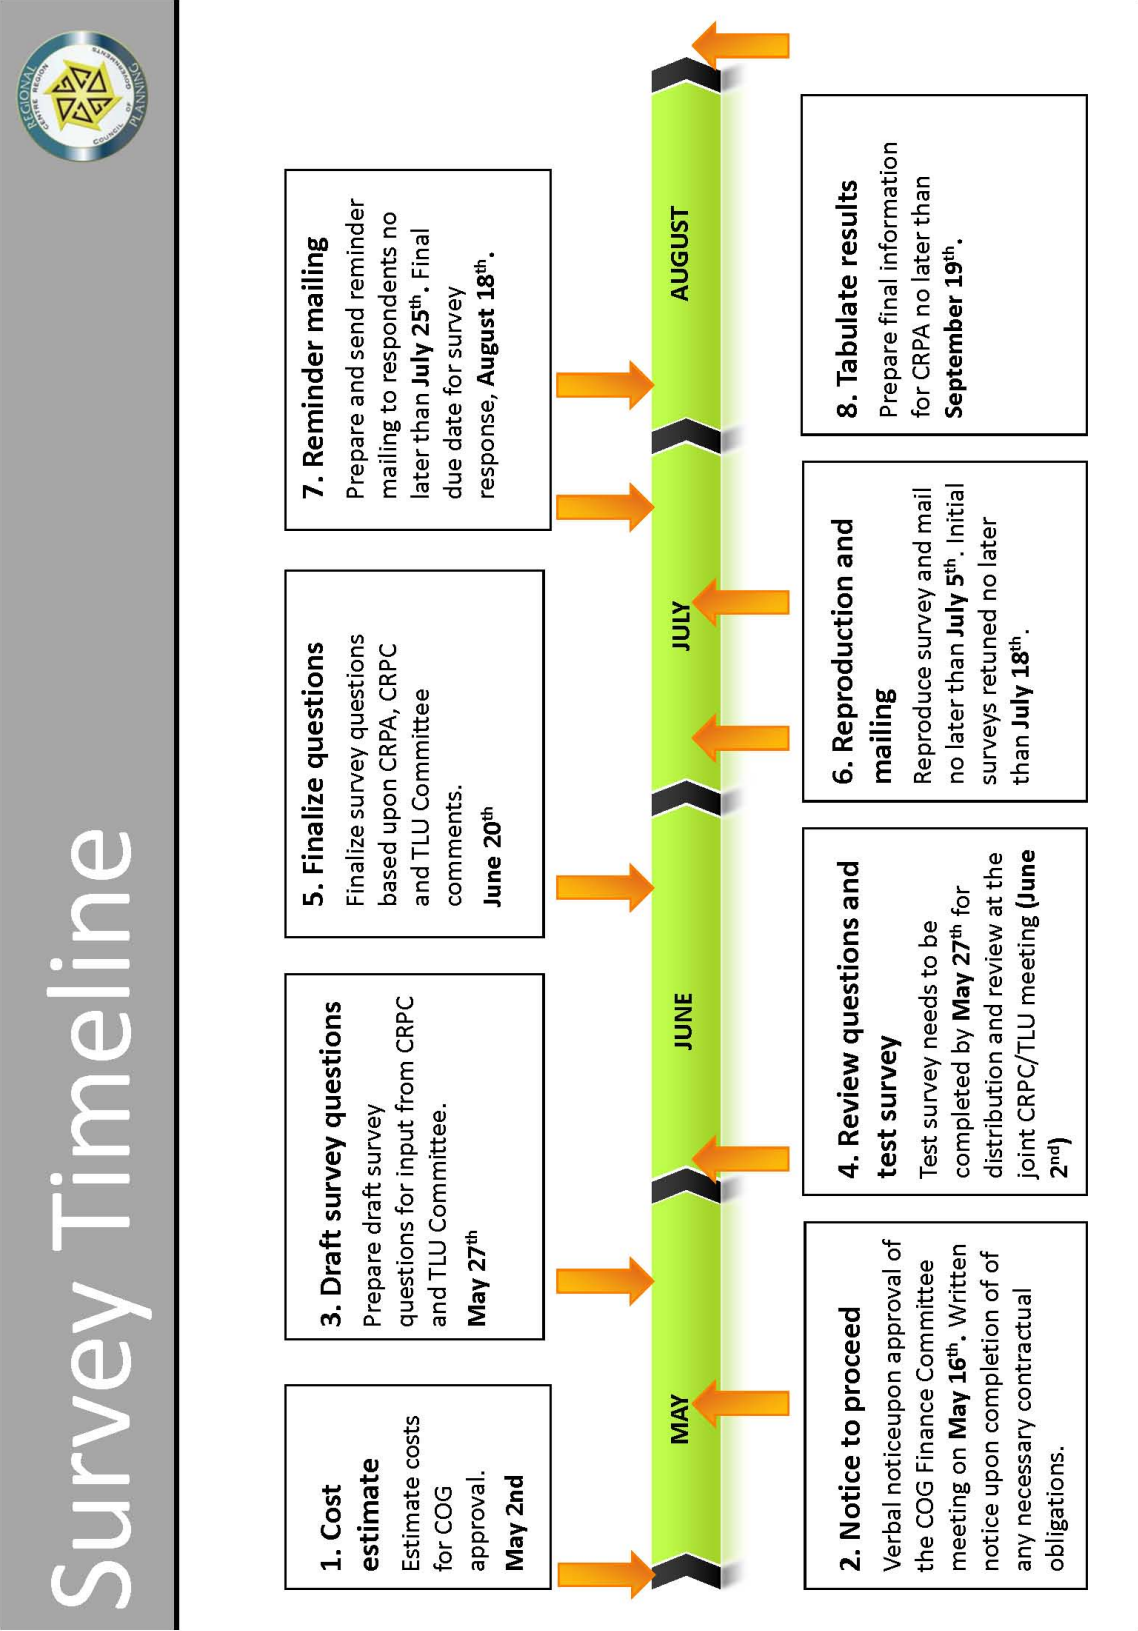 Survey Timeline
REGIONAL
PLANNING
CENTRE REGION
COUNCIL OF
GOVERNMENTS
1. Cost
estimate
Estimate costs
for COG
approval.
May 2nd
3. Draft survey questions
Prepare draft survey
questions for input from CRPC
and TLU Committee.
May 27th
5. Finalize questions
Finalize survey questions
based upon CRPA, CRPC
and TLU Committee
comments.
June 20th
7. Reminder mailing
Prepare and send reminder
mailing to respondents no
later than July 25th. Final
due date for survey
response, August 18th.
MAY
JUNE
JULY
AUGUST
2. Notice to proceed
Verbal noticeupon approval of
the COG Finance Committee
meeting on May 16th. Written
notice upon completion of of
any necessary contractual
obligations.
4. Review questions and
test survey
Test survey needs to be
completed by May 27th for
distribution and review at the
joint CRPC/TLU meeting (June
2nd)
6. Reproduction and
mailing
Reproduce survey and mail
no later than July 5th. Initial
surveys retuned no later
than July 18th.
8. Tabulate results
Prepare final information
for CRPA no later than
September 19th.